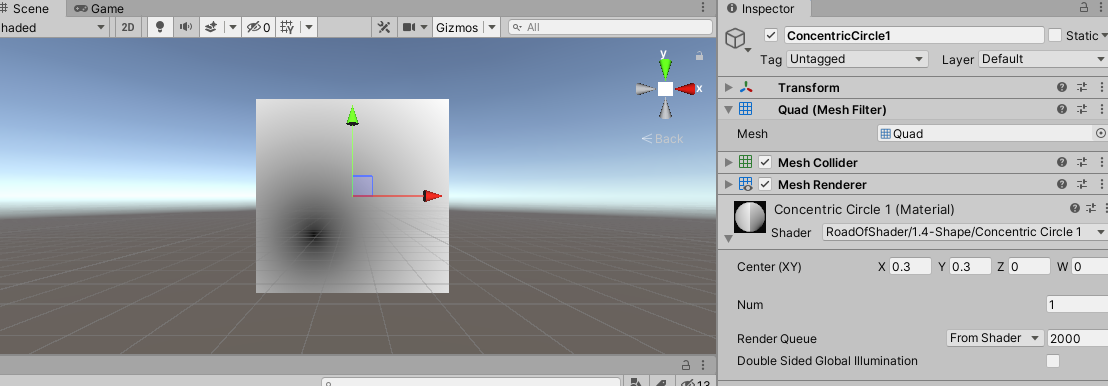 Scene
Game
haded
2D
0
Gizmos
All
y
x
Back
13
Inspector
ConcentricCircle1
Static
Tag Untagged Layer Default
Transform
Quad (Mesh Filter)
Mesh Quad
Mesh Collider
Mesh Renderer
Concentric Circle 1 (Material)
Shader RoadOfShader/1.4-Shape/Concentric Circle 1
Center (XY) X 0.3 Y 0.3 Z 0 W 0
Num 1
Render Queue From Shader 2000
Double Sided Global Illumination